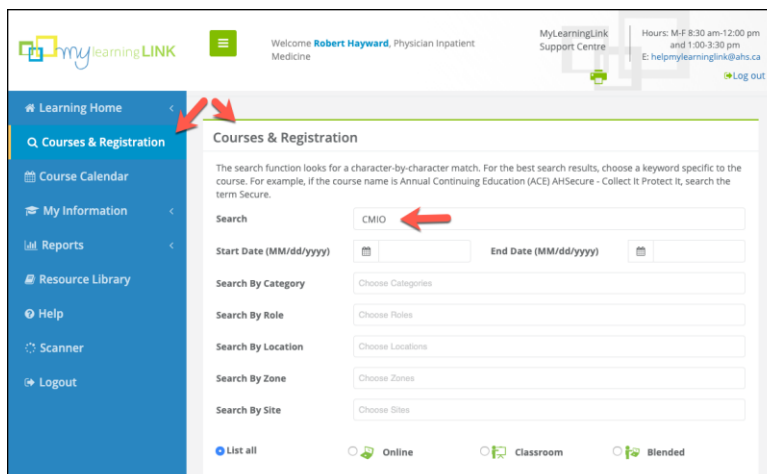 my learning LINK
Welcome Robert Hayward, Physician Inpatient
Medicine
MyLearningLink
Support Centre
Hours: M-F 8:30 am-12:00 pm
and 1:00-3:30 pm
E: helpmylearninglink@ahs.ca
Log out
Learning Home
Courses & Registration
Course Calendar
My Information
Reports
Resource Library
Help
Scanner
Logout
Courses & Registration
The search function looks for a character-by-character match. For the best search results, choose a keyword specific to the
course. For example, if the course name is Annual Continuing Education (ACE) AHSecure - Collect It Protect It, search the
term Secure.
Search CMIO
Start Date (MM/dd/yyyy) End Date (MM/dd/yyyy)
Search By Category Choose Categories
Search By Role Choose Roles
Search By Location Choose Locations
Search By Zone Choose Zones
Search By Site Choose Sites
List all Online Classroom Blended